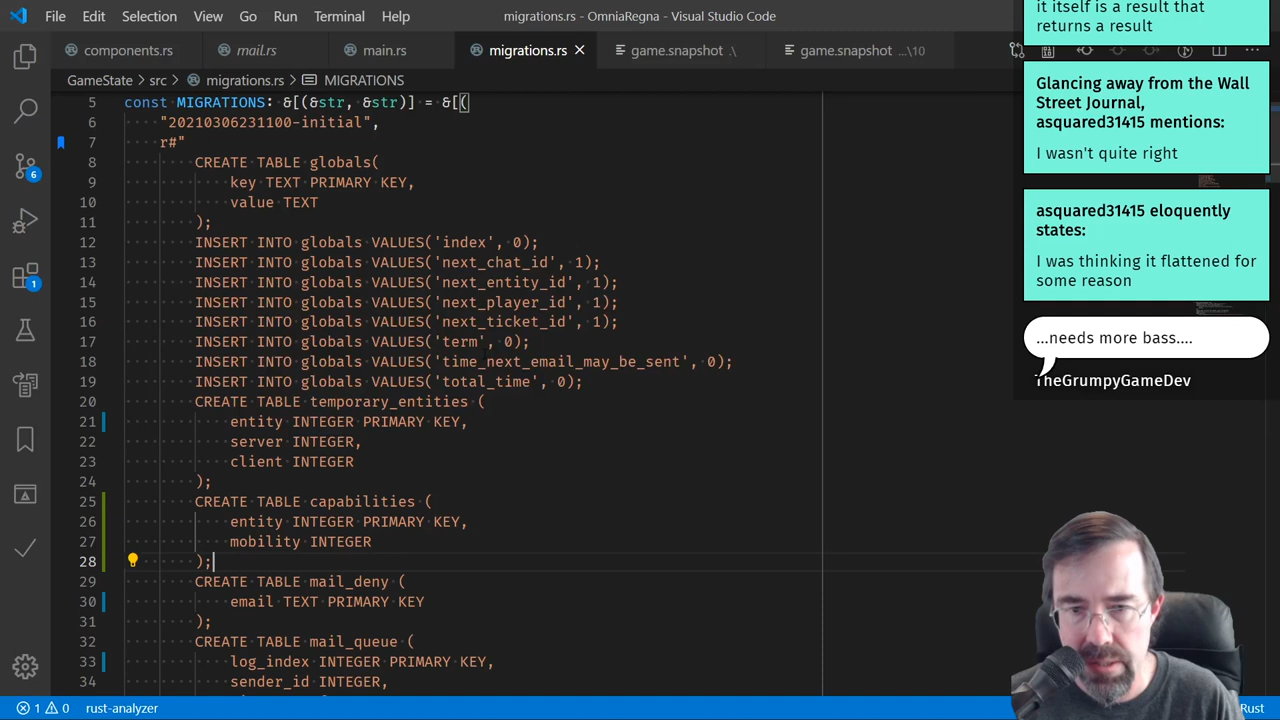 File Edit Selection View Go Run Terminal Help
migrations.rs - OmniaRegna - Visual Studio Code
components.rs mail.rs main.rs migrations.rs game.snapshot .\ game.snapshot ...\10
GameState > src > migrations.rs > MIGRATIONS
5 const MIGRATIONS: &[(&str, &str)] = &[(
6 "20210306231100-initial",
7 r#"
8 CREATE TABLE globals(
9 key TEXT PRIMARY KEY,
10 value TEXT
11 );
12 INSERT INTO globals VALUES('index', 0);
13 INSERT INTO globals VALUES('next_chat_id', 1);
14 INSERT INTO globals VALUES('next_entity_id', 1);
15 INSERT INTO globals VALUES('next_player_id', 1);
16 INSERT INTO globals VALUES('next_ticket_id', 1);
17 INSERT INTO globals VALUES('term', 0);
18 INSERT INTO globals VALUES('time_next_email_may_be_sent', 0);
19 INSERT INTO globals VALUES('total_time', 0);
20 CREATE TABLE temporary_entities (
21 entity INTEGER PRIMARY KEY,
22 server INTEGER,
23 client INTEGER
24 );
25 CREATE TABLE capabilities (
26 entity INTEGER PRIMARY KEY,
27 mobility INTEGER
28 );
29 CREATE TABLE mail_deny (
30 email TEXT PRIMARY KEY
31 );
32 CREATE TABLE mail_queue (
33 log_index INTEGER PRIMARY KEY,
34 sender_id INTEGER,
6
1
1 0 rust-analyzer
Rust
it itself is a result that
returns a result
Glancing away from the Wall
Street Journal,
asquared31415 mentions:
I wasn't quite right
asquared31415 eloquently
states:
I was thinking it flattened for
some reason
...needs more bass....
TheGrumpyGameDev